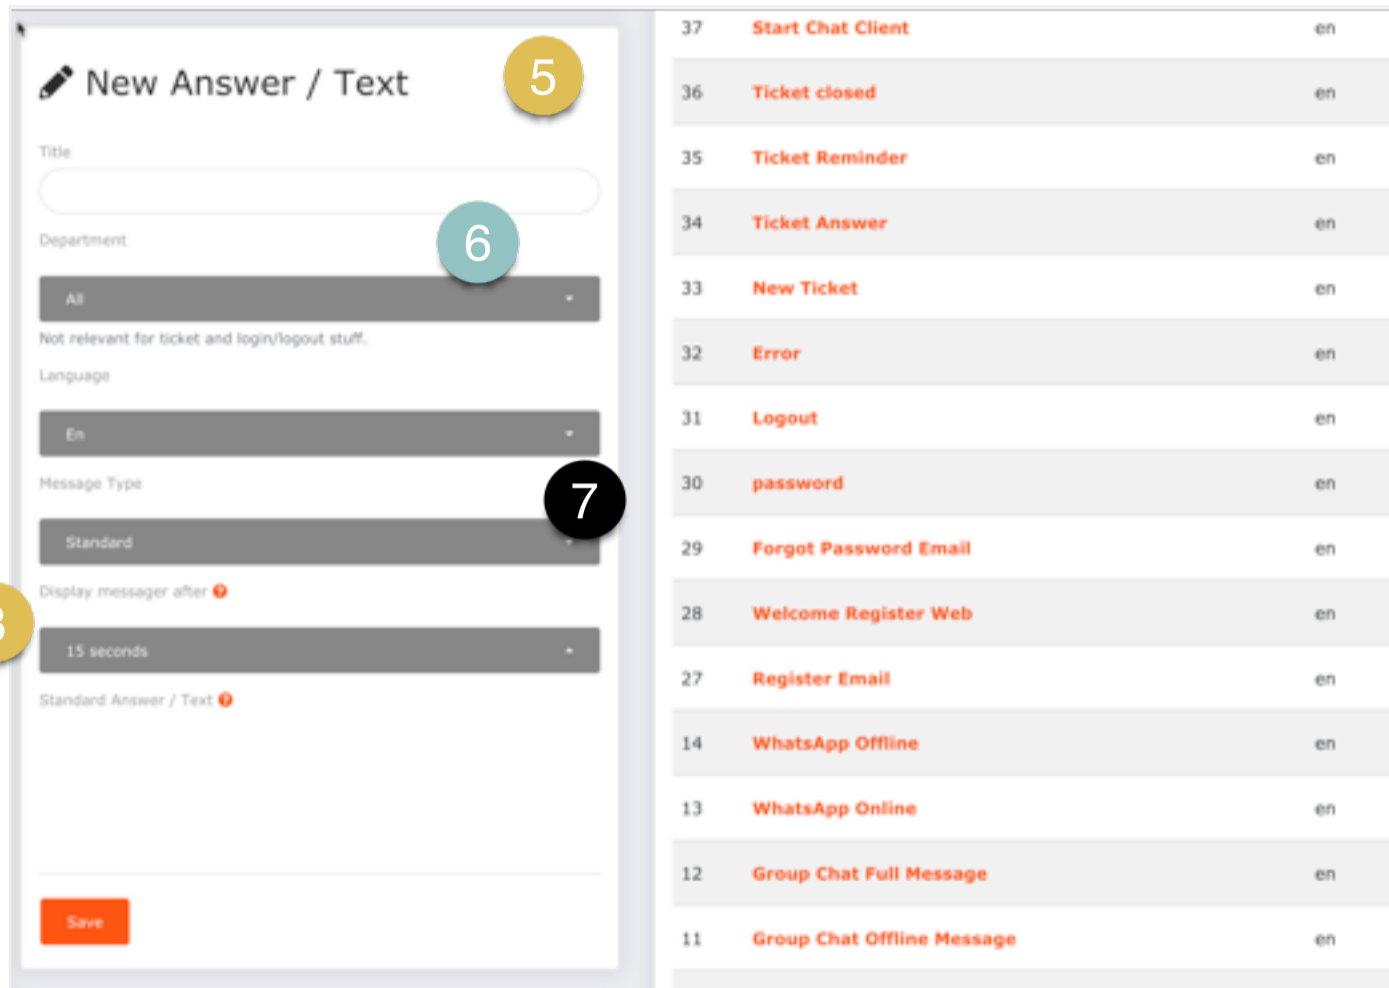 New Answer / Text
5
Title
6
Department
All
Not relevant for ticket and login/logout stuff.
Language
En
Message Type
7
Standard
Display messager after ?
15 seconds
Standard Answer / Text ?
Save
37 Start Chat Client en
36 Ticket closed en
35 Ticket Reminder en
34 Ticket Answer en
33 New Ticket en
32 Error en
31 Logout en
30 password en
29 Forgot Password Email en
28 Welcome Register Web en
27 Register Email en
14 WhatsApp Offline en
13 WhatsApp Online en
12 Group Chat Full Message en
11 Group Chat Offline Message en